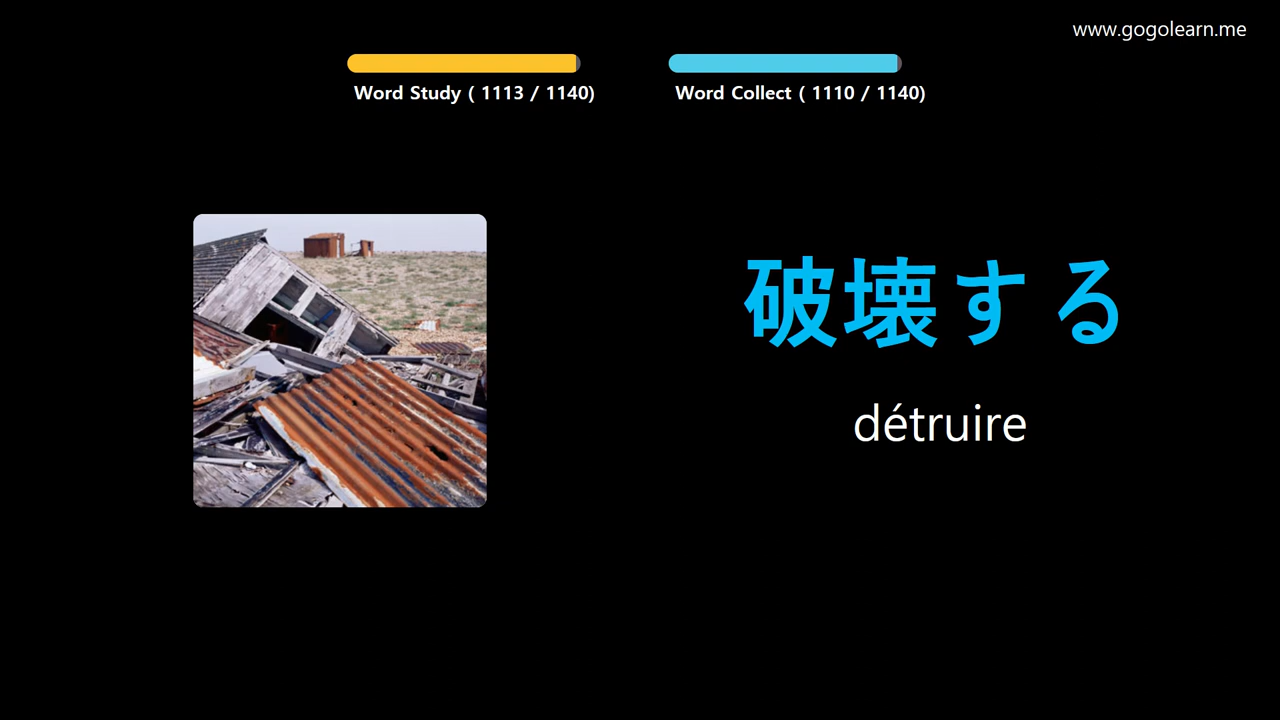 www.gogolearn.me
Word Study ( 1113 / 1140)
Word Collect ( 1110 / 1140)
破壊する
détruire